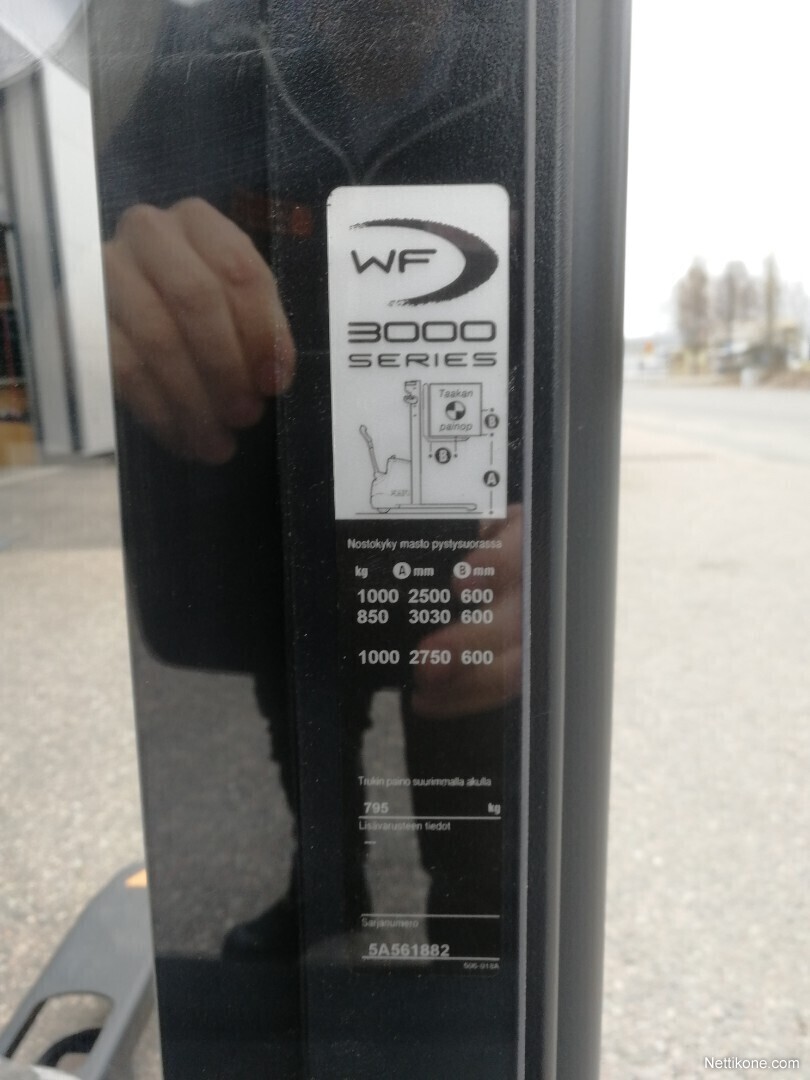 WF
3000
SERIES
Taakan
painop
B
B
A
Nostokyky masto pystysuorassa
kg A mm B mm
1000 2500 600
850 3030 600
1000 2750 600
Trukin paino suurimmalla akulla
795 kg
Lisävarusteen tiedot
—
Sarjanumero
5A561882
Nettikone.com